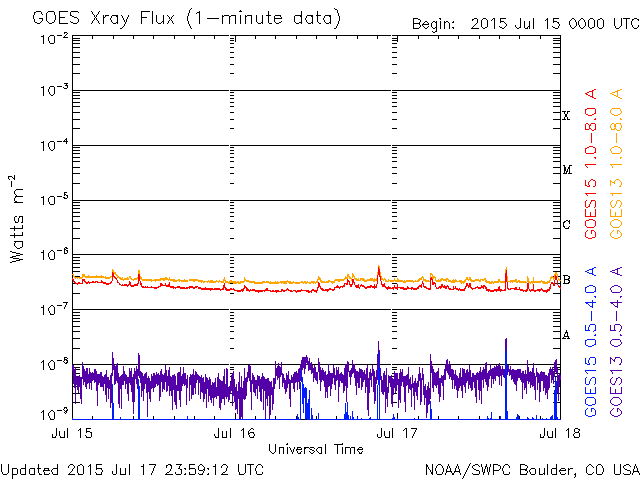 GOES Xray Flux (1-minute data)
Begin: 2015 Jul 15 0000 UTC
10-2
10-3
10-4
10-5
10-6
10-7
10-8
10-9
Watts m-2
X
M
C
B
A
GOES15 1.0-8.0 A
GOES13 1.0-8.0 A
GOES15 0.5-4.0 A
GOES13 0.5-4.0 A
Jul 15
Jul 16
Jul 17
Jul 18
Universal Time
Updated 2015 Jul 17 23:59:12 UTC
NOAA/SWPC Boulder, CO USA